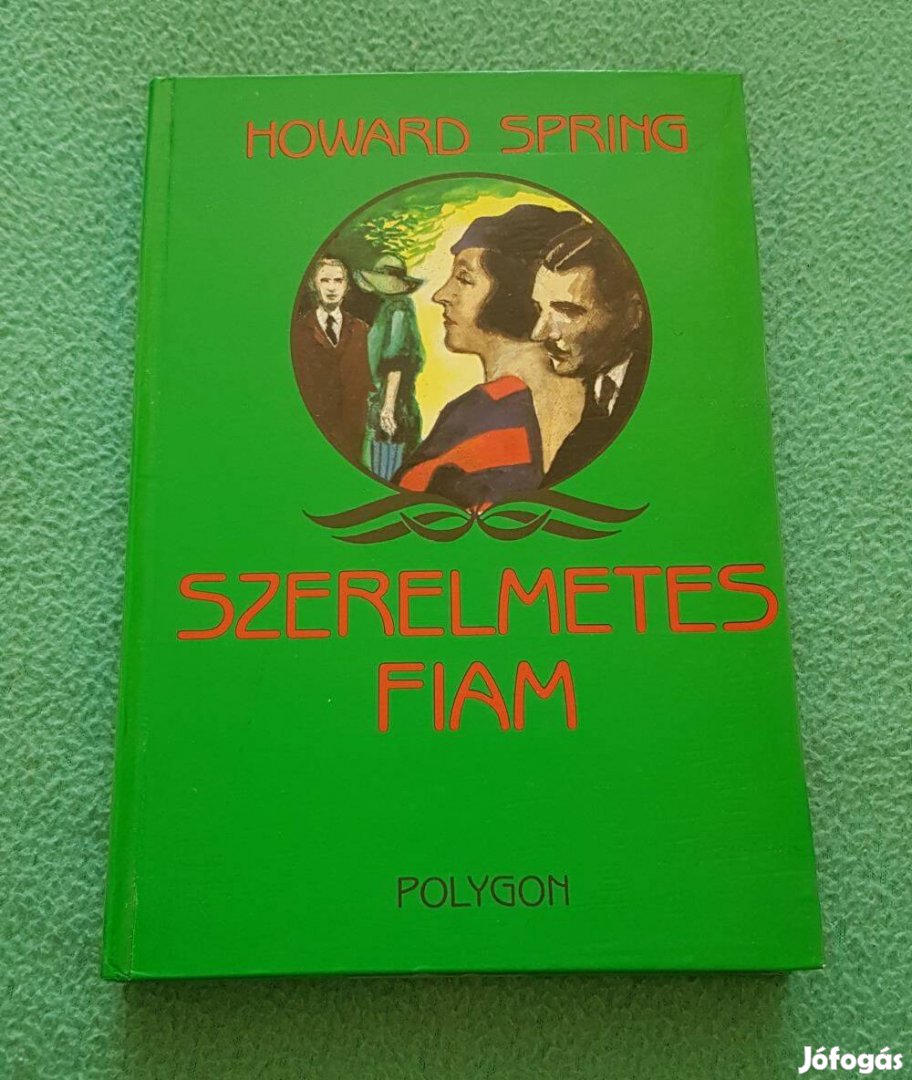 HOWARD SPRING
SZERELMETES
FIAM
POLYGON
Jófogás